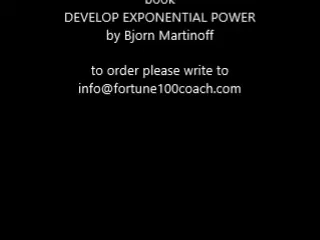 book
DEVELOP EXPONENTIAL POWER
by Bjorn Martinoff
to order please write to
info@fortune100coach.com